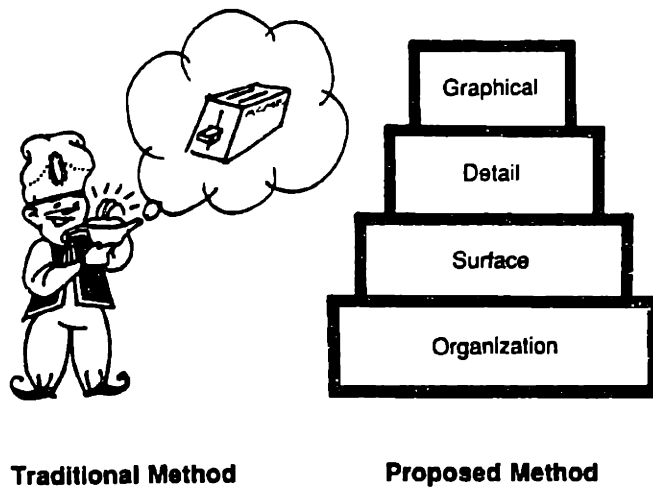 Graphical
Detail
Surface
Organization
Traditional Method
Proposed Method